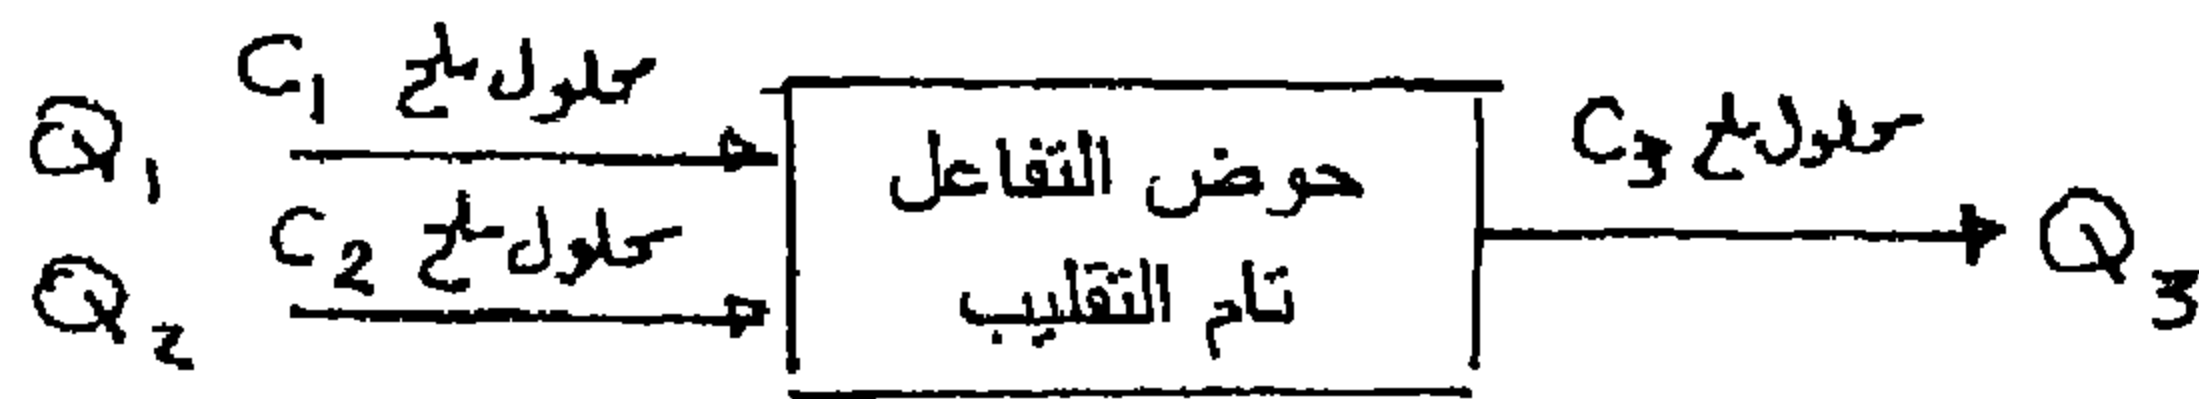 Q₁ C₁ محلول ملح
Q₂ C₂ محلول ملح
حوض التفاعل
تام التقليب
C₃ محلول ملح Q₃